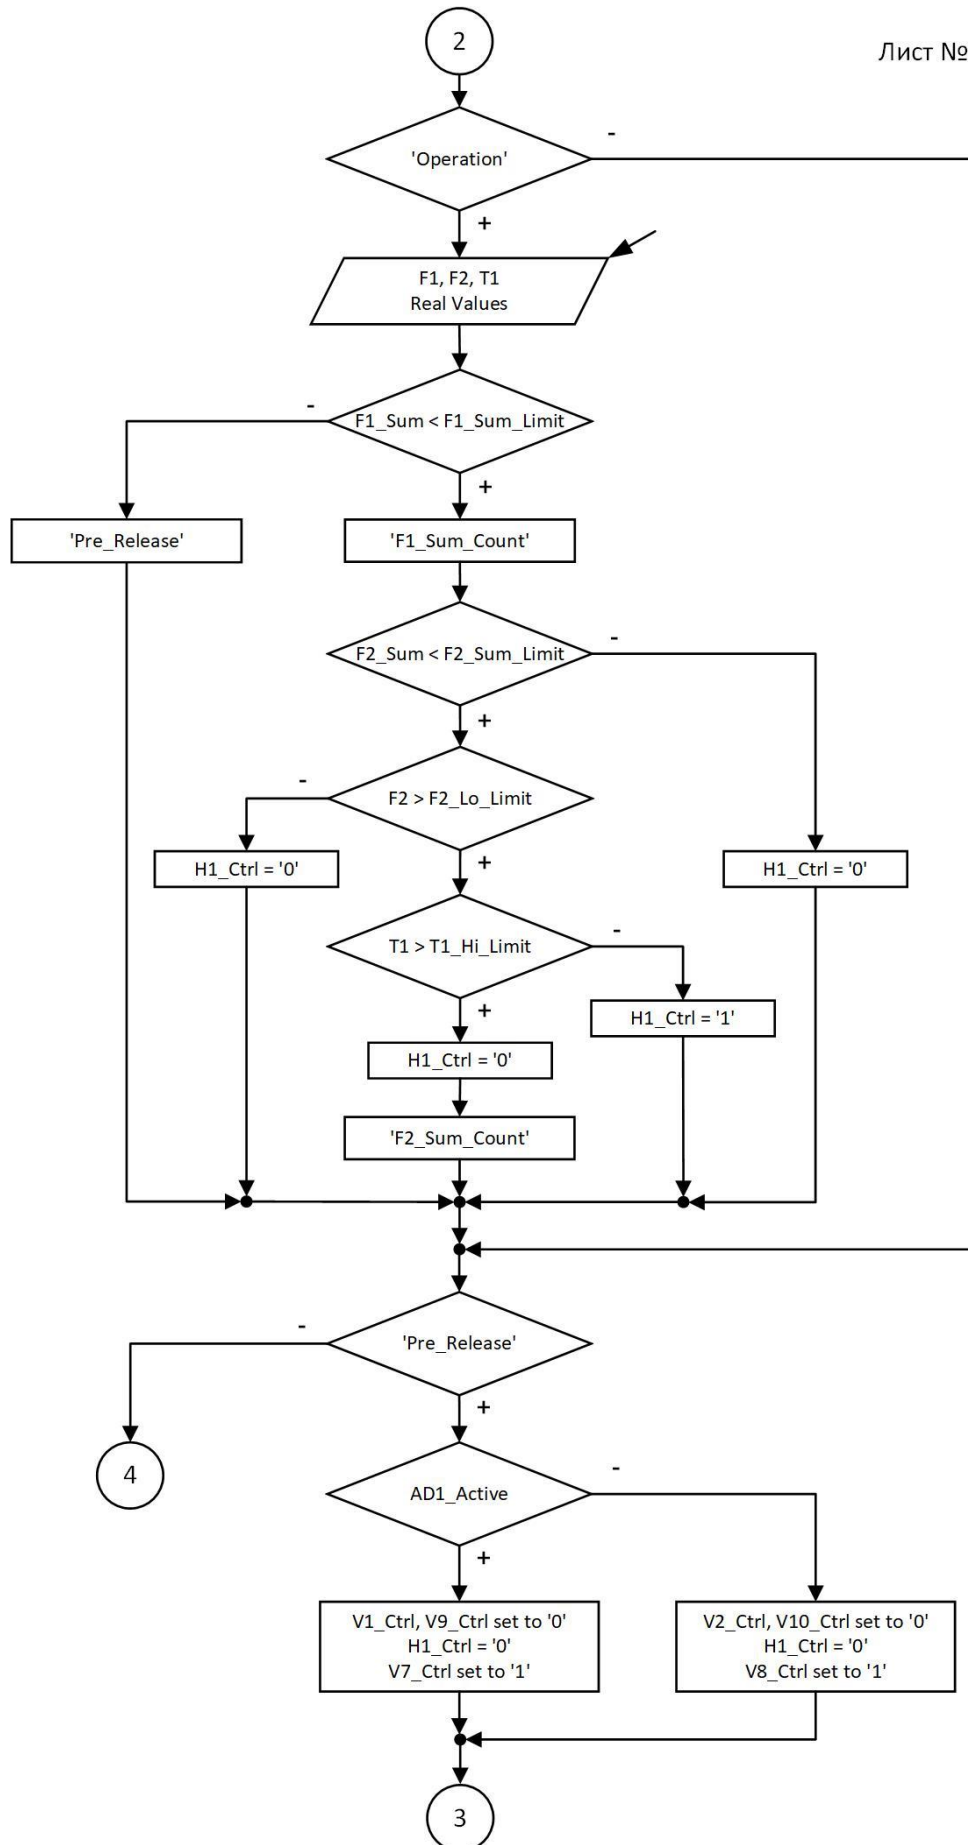 2
Лист №
'Operation'
-
+
F1, F2, T1
Real Values
-
F1_Sum < F1_Sum_Limit
+
'Pre_Release'
'F1_Sum_Count'
-
F2_Sum < F2_Sum_Limit
+
-
F2 > F2_Lo_Limit
+
H1_Ctrl = '0'
H1_Ctrl = '0'
-
T1 > T1_Hi_Limit
+
H1_Ctrl = '1'
H1_Ctrl = '0'
'F2_Sum_Count'
-
'Pre_Release'
+
4
-
AD1_Active
+
V1_Ctrl, V9_Ctrl set to '0'
H1_Ctrl = '0'
V7_Ctrl set to '1'
V2_Ctrl, V10_Ctrl set to '0'
H1_Ctrl = '0'
V8_Ctrl set to '1'
3